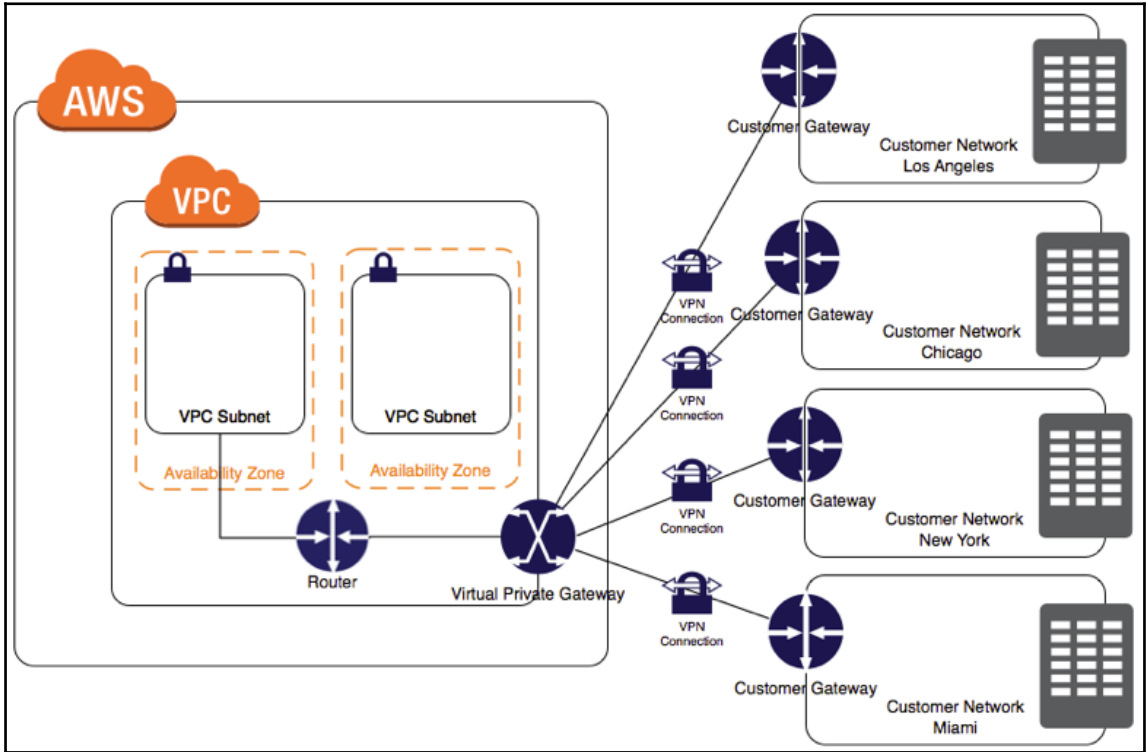 AWS
VPC
VPC Subnet
Availability Zone
VPC Subnet
Availability Zone
Router
Virtual Private Gateway
VPN
Connection
VPN
Connection
VPN
Connection
VPN
Connection
Customer Gateway
Customer Network
Los Angeles
Customer Gateway
Customer Network
Chicago
Customer Gateway
Customer Network
New York
Customer Gateway
Customer Network
Miami